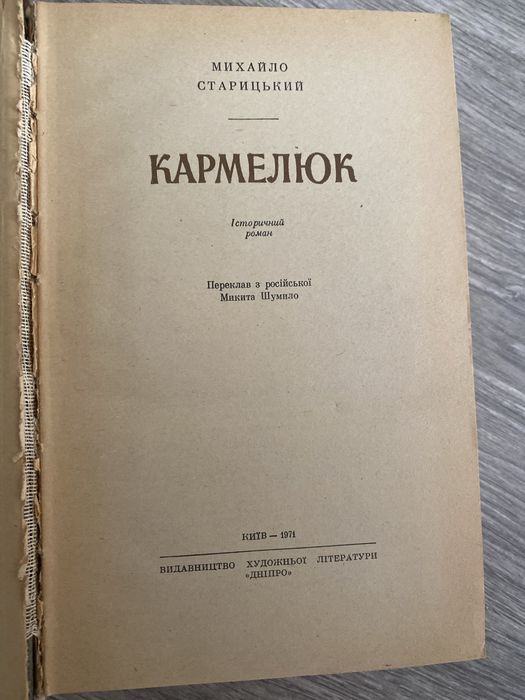 МИХАЙЛО
СТАРИЦЬКИЙ
КАРМЕЛЮК
Історичний
роман
Переклав з російської
Микита Шумило
КИЇВ — 1971
ВИДАВНИЦТВО ХУДОЖНЬОЇ ЛІТЕРАТУРИ
«ДНІПРО»